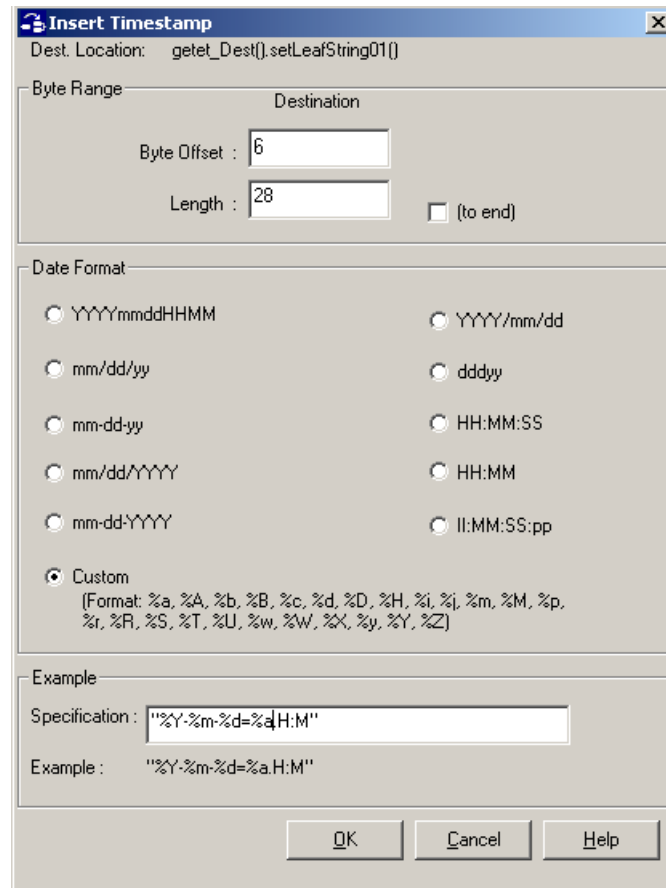 Insert Timestamp
Dest. Location: getet_Dest().setLeafString01()
Byte Range
Destination
Byte Offset : 6
Length : 28
(to end)
Date Format
YYYYmmddHHMM
YYYY/mm/dd
mm/dd/yy
dddyy
mm-dd-yy
HH:MM:SS
mm/dd/YYYY
HH:MM
mm-dd-YYYY
II:MM:SS:pp
Custom
(Format: %a, %A, %b, %B, %c, %d, %D, %H, %i, %j, %m, %M, %p,
%r, %R, %S, %T, %U, %w, %W, %X, %y, %Y, %Z)
Example
Specification : "%Y-%m-%d=%a.H:M"
Example : "%Y-%m-%d=%a.H:M"
OK Cancel Help